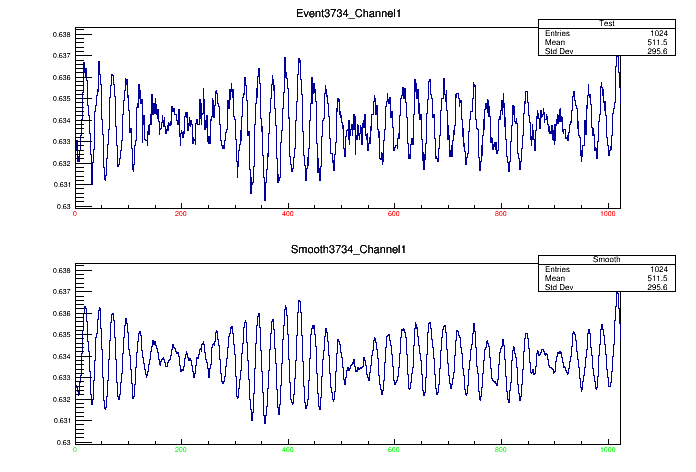 Event3734_Channel1
Test
Entries 1024
Mean 511.5
Std Dev 295.6
0.638
0.637
0.636
0.635
0.634
0.633
0.632
0.631
0.63
0 200 400 600 800 1000
Smooth3734_Channel1
Smooth
Entries 1024
Mean 511.5
Std Dev 295.6
0.638
0.637
0.636
0.635
0.634
0.633
0.632
0.631
0.63
0 200 400 600 800 1000